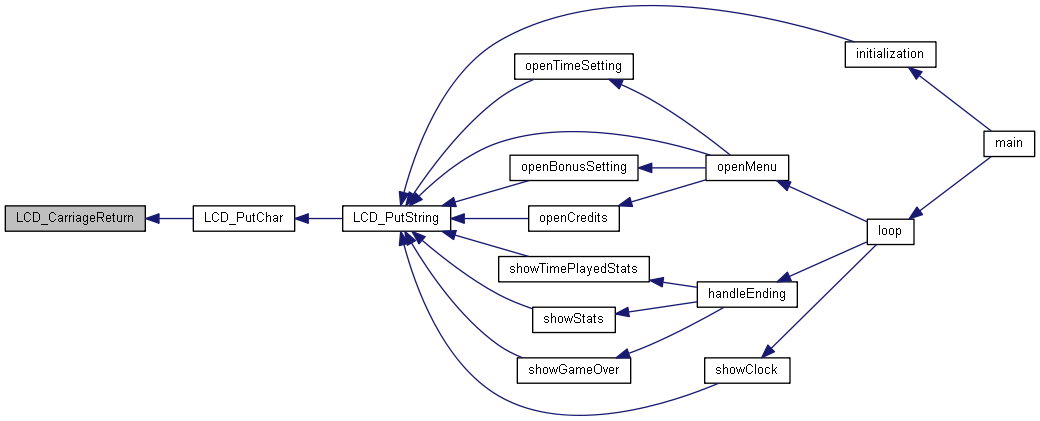 initialization
openTimeSetting
main
openBonusSetting
openMenu
LCD_CarriageReturn
LCD_PutChar
LCD_PutString
openCredits
loop
showTimePlayedStats
handleEnding
showStats
showGameOver
showClock